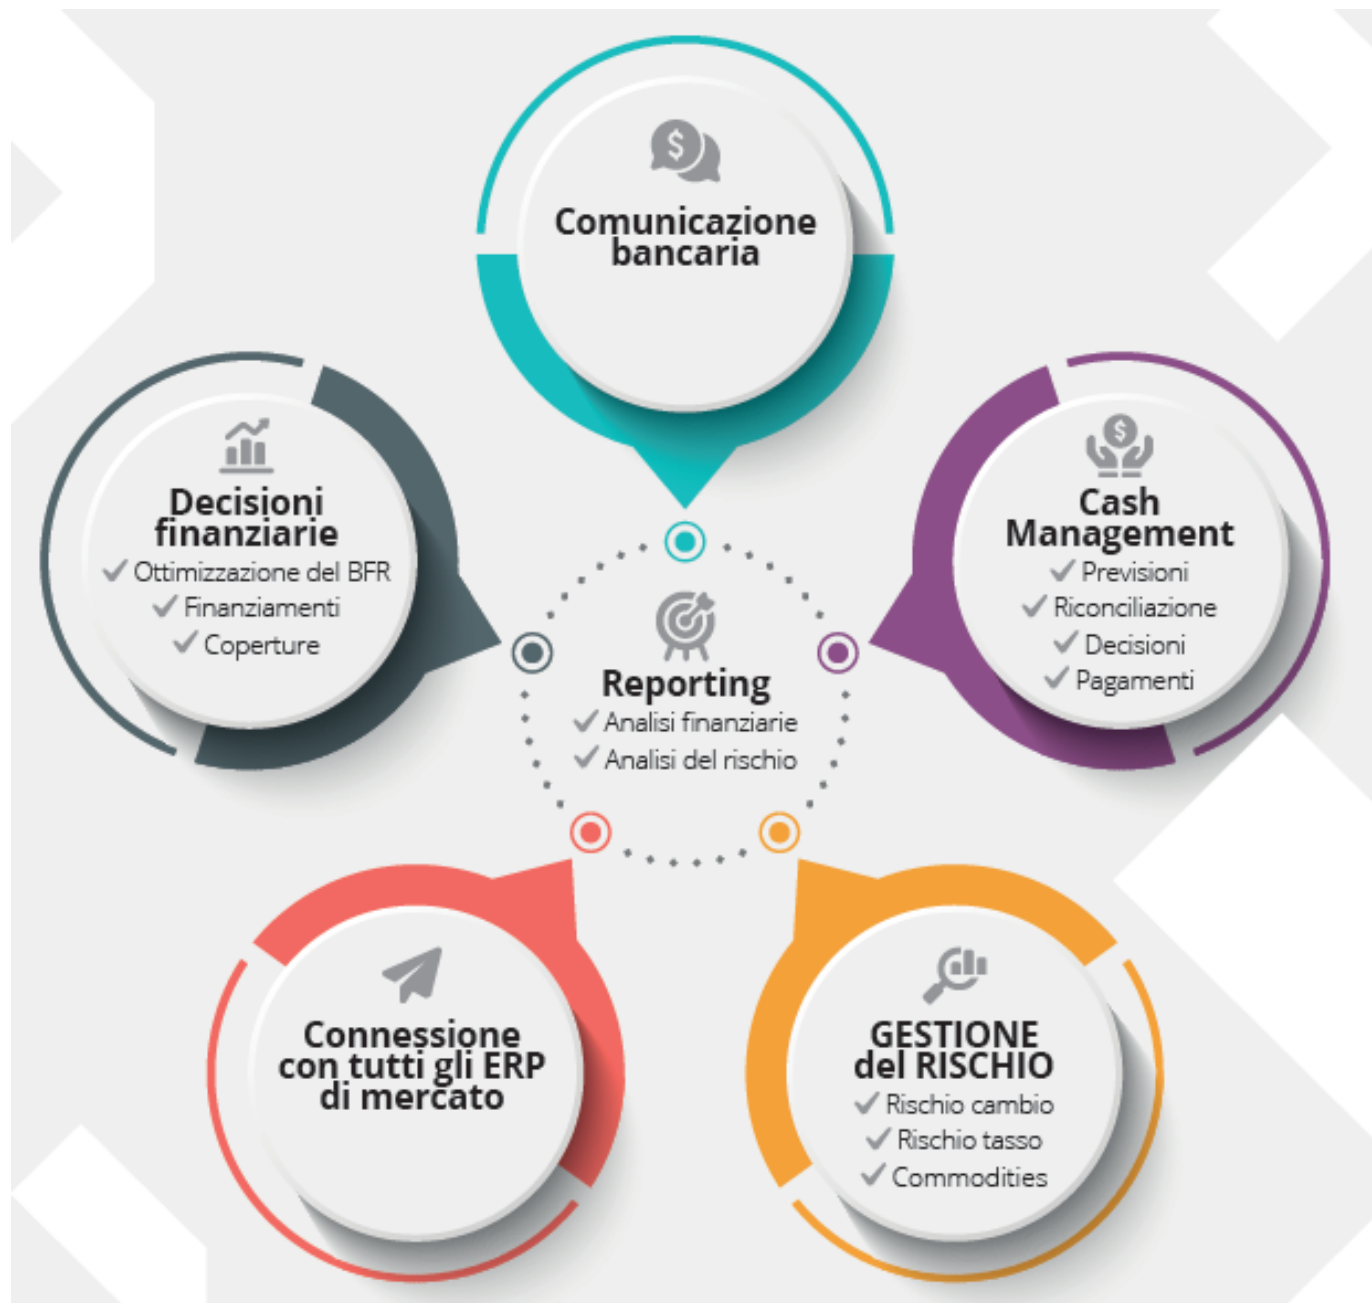 Comunicazione
bancaria
Decisioni
finanziarie
Ottimizzazione del BFR
Finanziamenti
Coperture
Cash
Management
Previsioni
Riconciliazione
Decisioni
Pagamenti
Reporting
Analisi finanziarie
Analisi del rischio
Connessione
con tutti gli ERP
di mercato
GESTIONE
del RISCHIO
Rischio cambio
Rischio tasso
Commodities